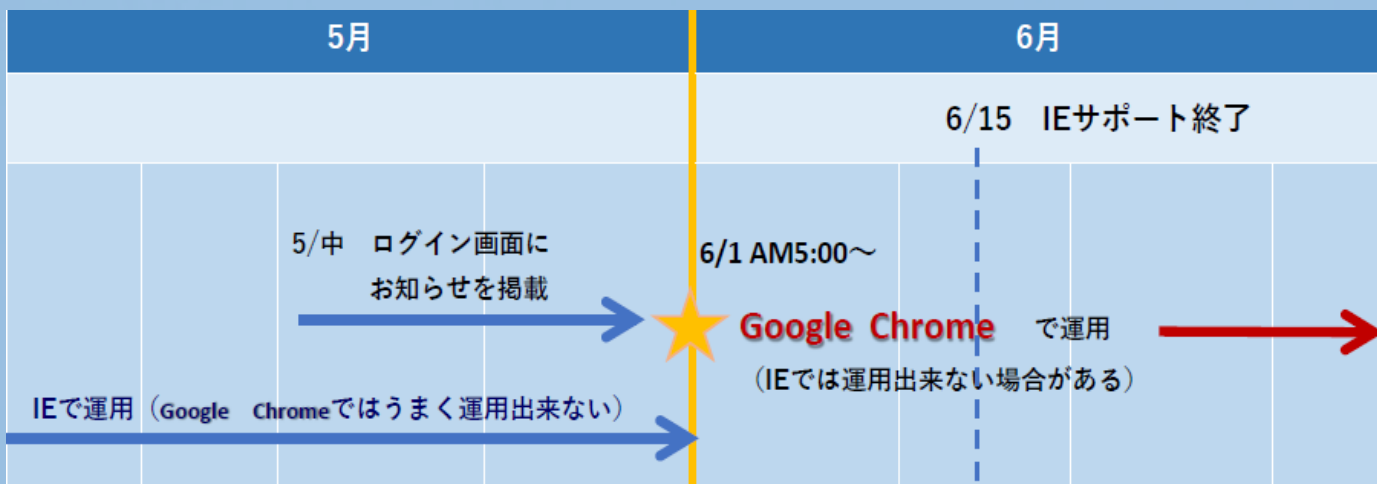 5月
6月
6/15　IEサポート終了
5/中　ログイン画面に
お知らせを掲載
6/1 AM5:00～
Google Chrome　で運用
（IEでは運用出来ない場合がある）
IEで運用（Google　Chromeではうまく運用出来ない）